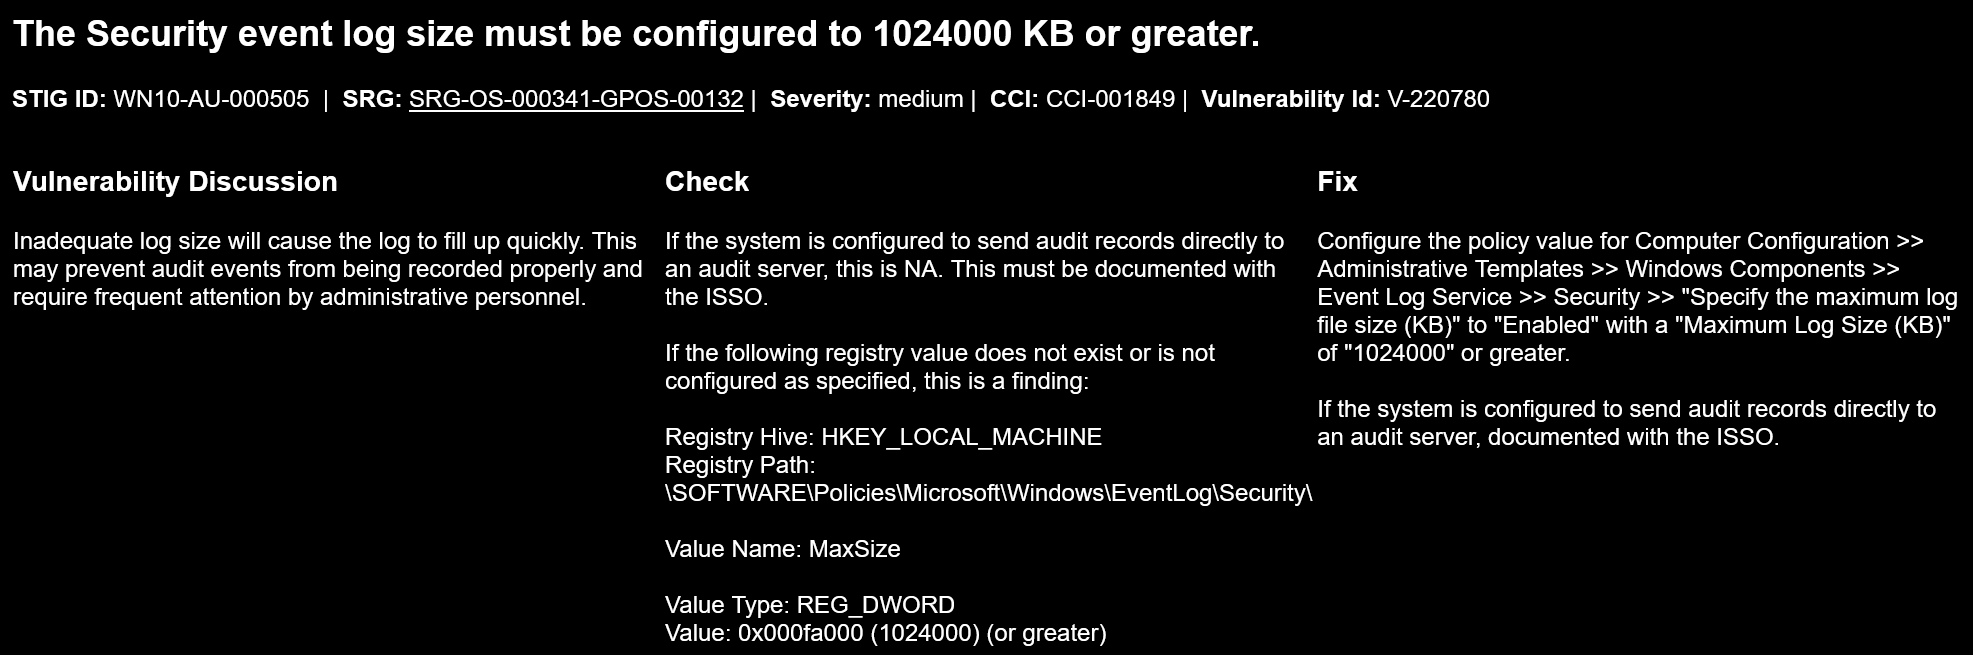 The Security event log size must be configured to 1024000 KB or greater.
STIG ID: WN10-AU-000505 | SRG: SRG-OS-000341-GPOS-00132 | Severity: medium | CCI: CCI-001849 | Vulnerability Id: V-220780
Vulnerability Discussion
Inadequate log size will cause the log to fill up quickly. This
may prevent audit events from being recorded properly and
require frequent attention by administrative personnel.
Check
If the system is configured to send audit records directly to
an audit server, this is NA. This must be documented with
the ISSO.
If the following registry value does not exist or is not
configured as specified, this is a finding:
Registry Hive: HKEY_LOCAL_MACHINE
Registry Path:
\SOFTWARE\Policies\Microsoft\Windows\EventLog\Security\
Value Name: MaxSize
Value Type: REG_DWORD
Value: 0x000fa000 (1024000) (or greater)
Fix
Configure the policy value for Computer Configuration >>
Administrative Templates >> Windows Components >>
Event Log Service >> Security >> "Specify the maximum log
file size (KB)" to "Enabled" with a "Maximum Log Size (KB)"
of "1024000" or greater.
If the system is configured to send audit records directly to
an audit server, documented with the ISSO.